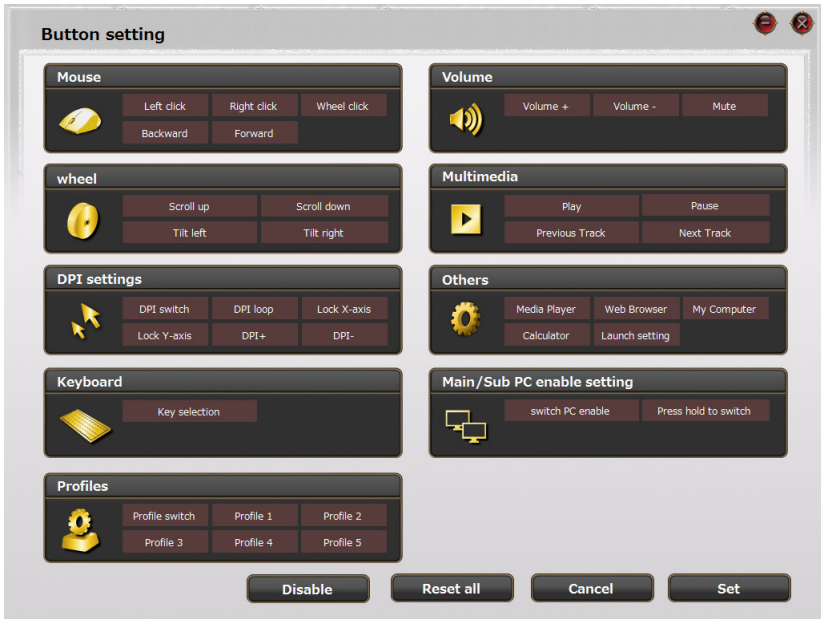 Button setting
Mouse
Left click Right click Wheel click
Backward Forward
Volume
Volume + Volume - Mute
wheel
Scroll up Scroll down
Tilt left Tilt right
Multimedia
Play Pause
Previous Track Next Track
DPI settings
DPI switch DPI loop Lock X-axis
Lock Y-axis DPI+ DPI-
Others
Media Player Web Browser My Computer
Calculator Launch setting
Keyboard
Key selection
Main/Sub PC enable setting
switch PC enable Press hold to switch
Profiles
Profile switch Profile 1 Profile 2
Profile 3 Profile 4 Profile 5
Disable Reset all Cancel Set